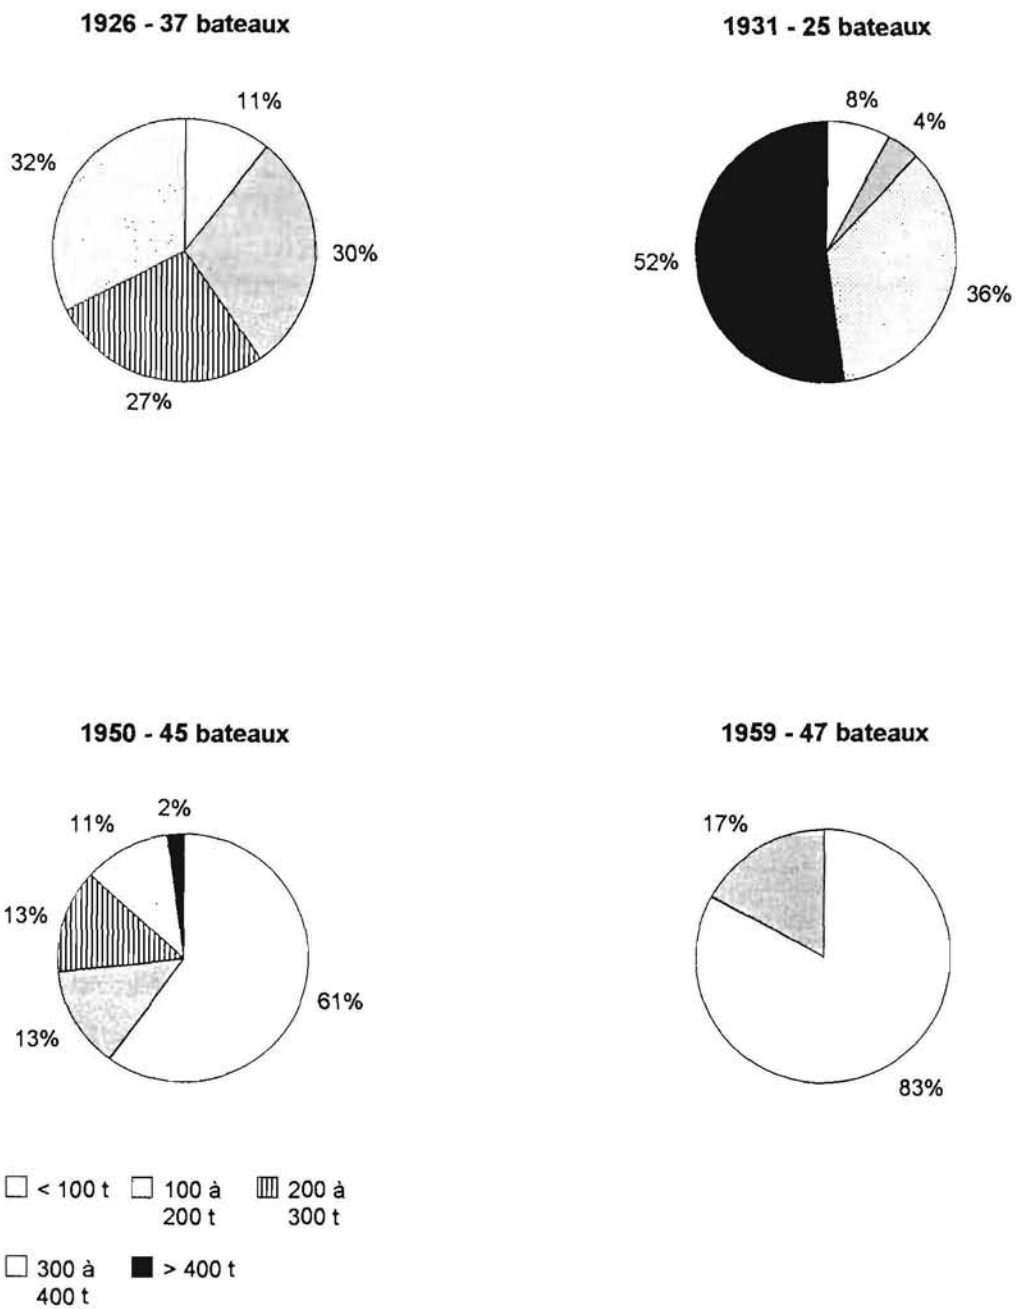 1926 - 37 bateaux
11%
32%
30%
27%
1931 - 25 bateaux
8%
4%
52%
36%
1950 - 45 bateaux
2%
11%
13%
61%
13%
1959 - 47 bateaux
17%
83%
< 100 t
100 à
200 t
200 à
300 t
300 à
400 t
> 400 t